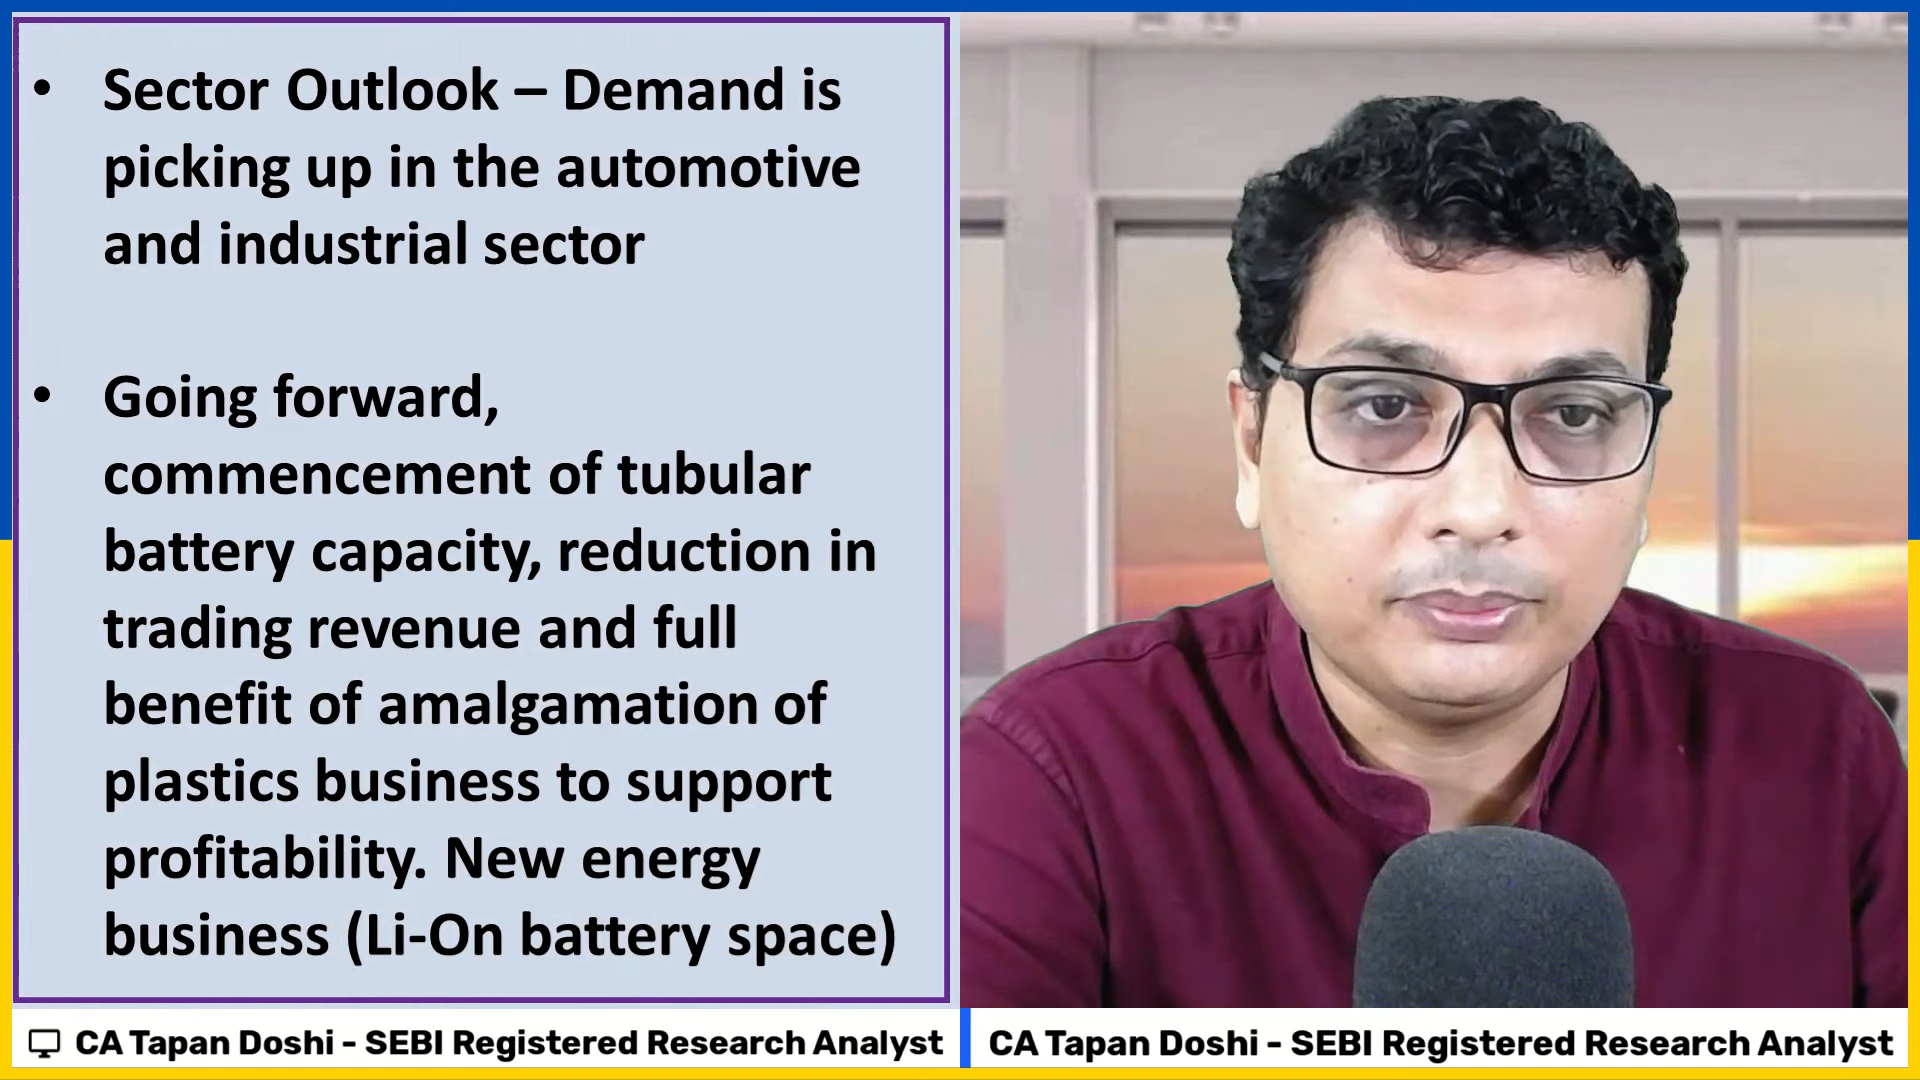 • Sector Outlook – Demand is
picking up in the automotive
and industrial sector
• Going forward,
commencement of tubular
battery capacity, reduction in
trading revenue and full
benefit of amalgamation of
plastics business to support
profitability. New energy
business (Li-On battery space)
CA Tapan Doshi - SEBI Registered Research Analyst
CA Tapan Doshi - SEBI Registered Research Analyst